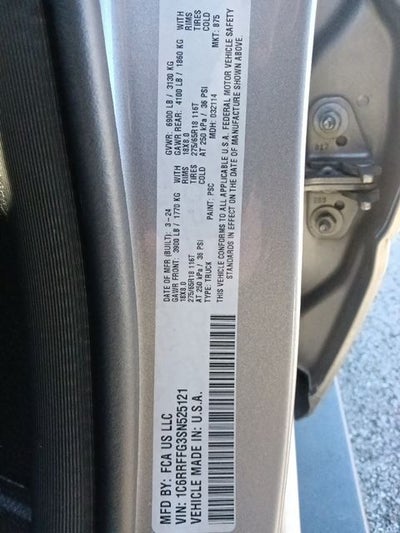 MFD BY: FCA US LLC
VIN: 1C6RRFFG3SN525121
VEHICLE MADE IN: U.S.A.
DATE OF MFR (BUILT): 3-24
GAWR FRONT: 3900 LB / 1770 KG WITH
18X8.0 RIMS
275/65R18 116T TIRES
AT 250 kPa / 36 PSI COLD
TYPE: TRUCK
PAINT: PSC
GVWR: 6900 LB / 3130 KG
GAWR REAR: 4100 LB / 1860 KG WITH
18X8.0 RIMS
275/65R18 116T TIRES
AT 250 kPa / 36 PSI COLD
MDH: 032114
MKT: 875
THIS VEHICLE CONFORMS TO ALL APPLICABLE U.S.A. FEDERAL MOTOR VEHICLE SAFETY
STANDARDS IN EFFECT ON THE DATE OF MANUFACTURE SHOWN ABOVE.